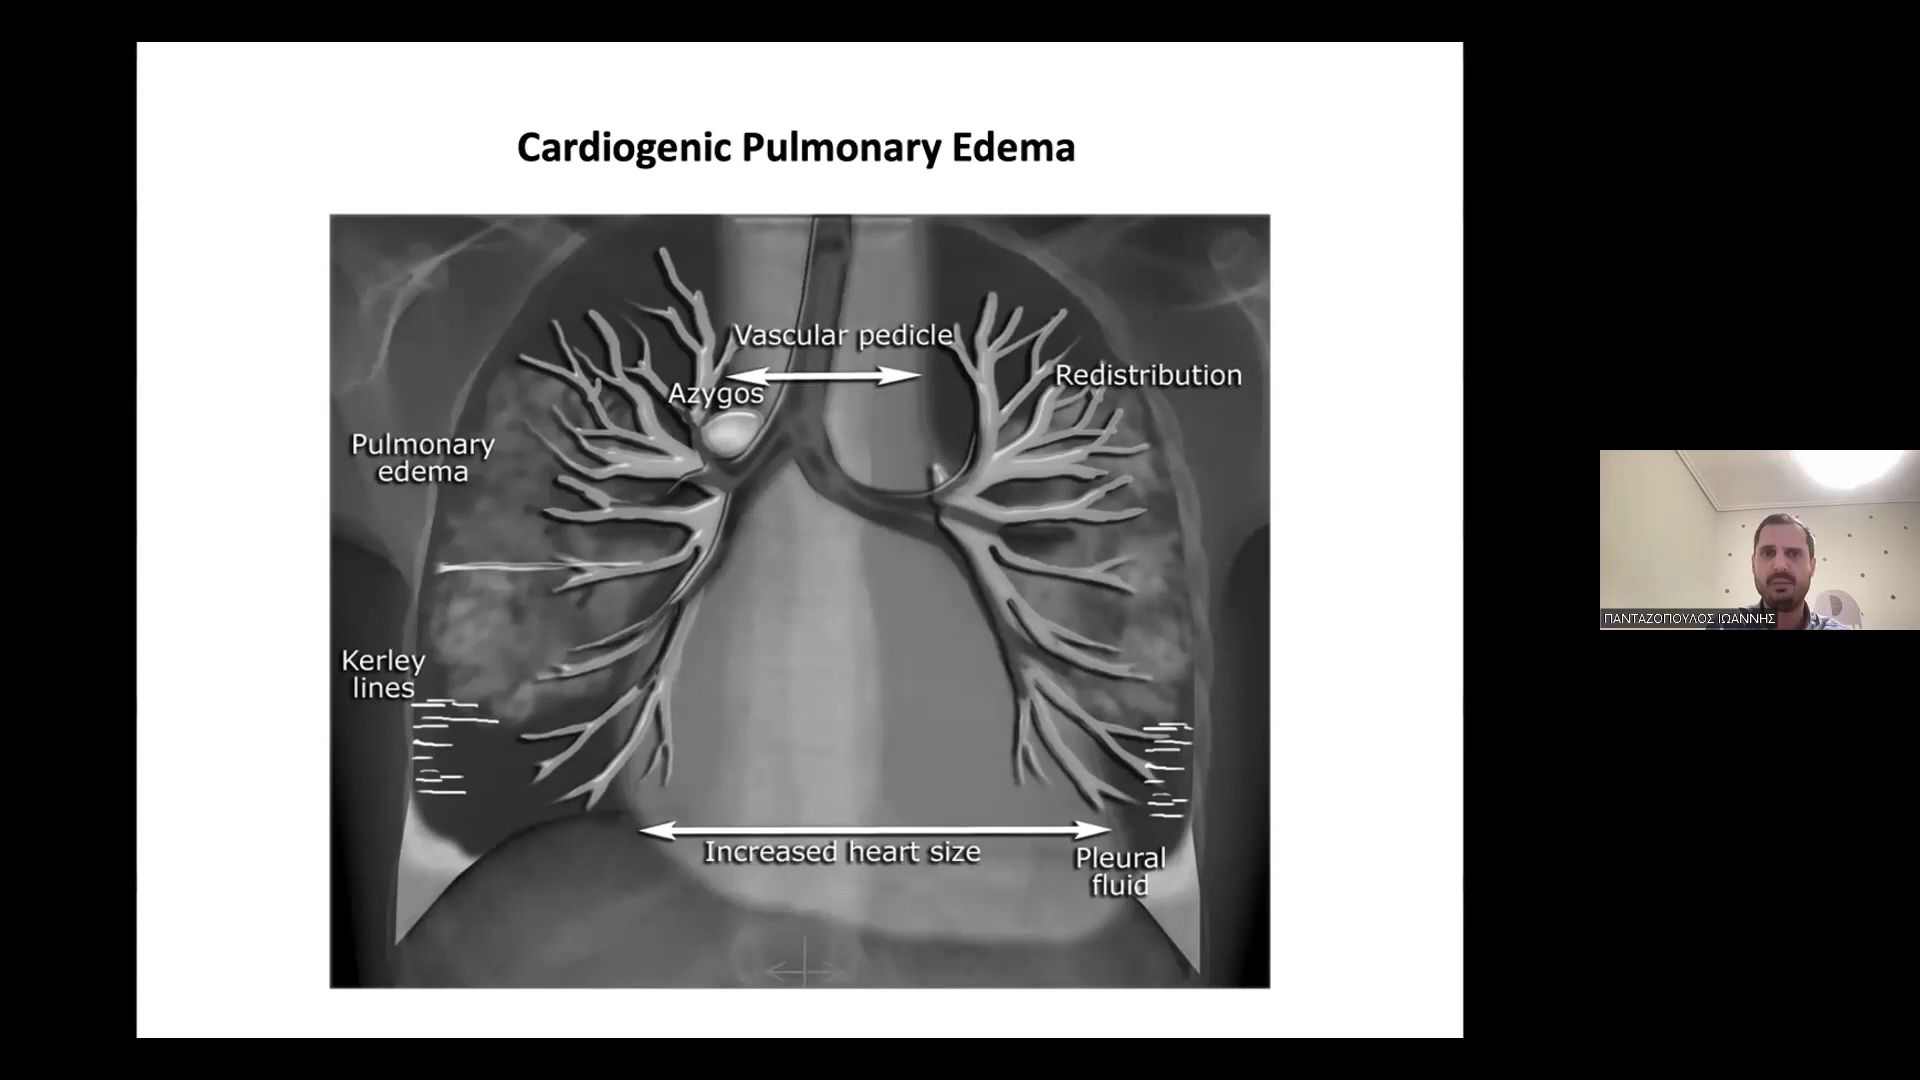 Cardiogenic Pulmonary Edema
Vascular pedicle
Azygos
Redistribution
Pulmonary
edema
Kerley
lines
Increased heart size
Pleural
fluid
ΠΑΝΤΑΖΟΠΟΥΛΟΣ ΙΩΑΝΝΗΣ